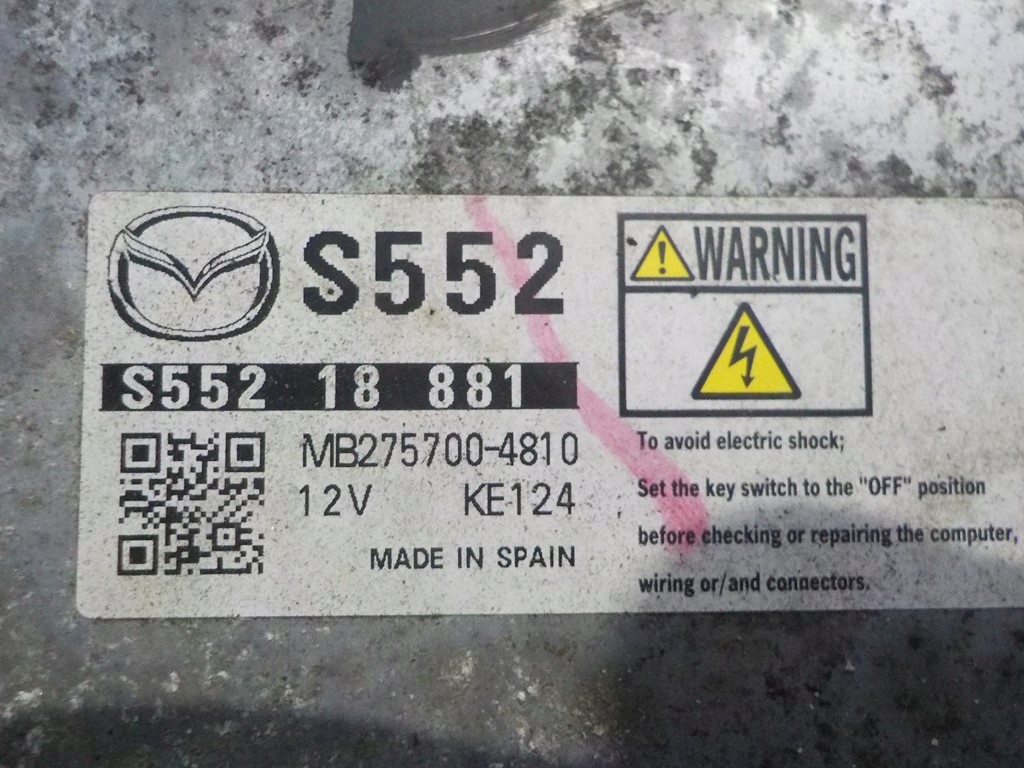 S552
S552 18 881
MB275700-4810
12V KE124
MADE IN SPAIN
WARNING
To avoid electric shock;
Set the key switch to the "OFF" position
before checking or repairing the computer,
wiring or/and connectors.